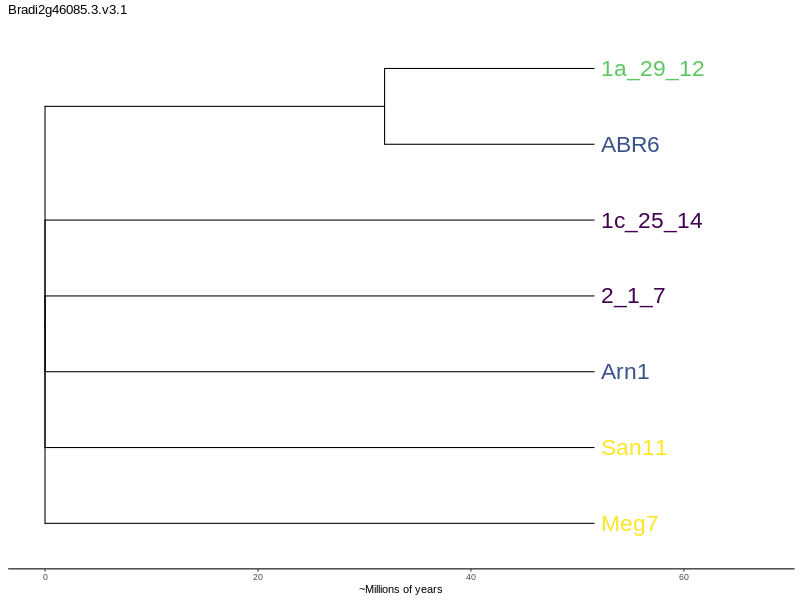 Bradi2g46085.3.v3.1
1a_29_12
ABR6
1c_25_14
2_1_7
Arn1
San11
Meg7
0 20 40 60
~Millions of years